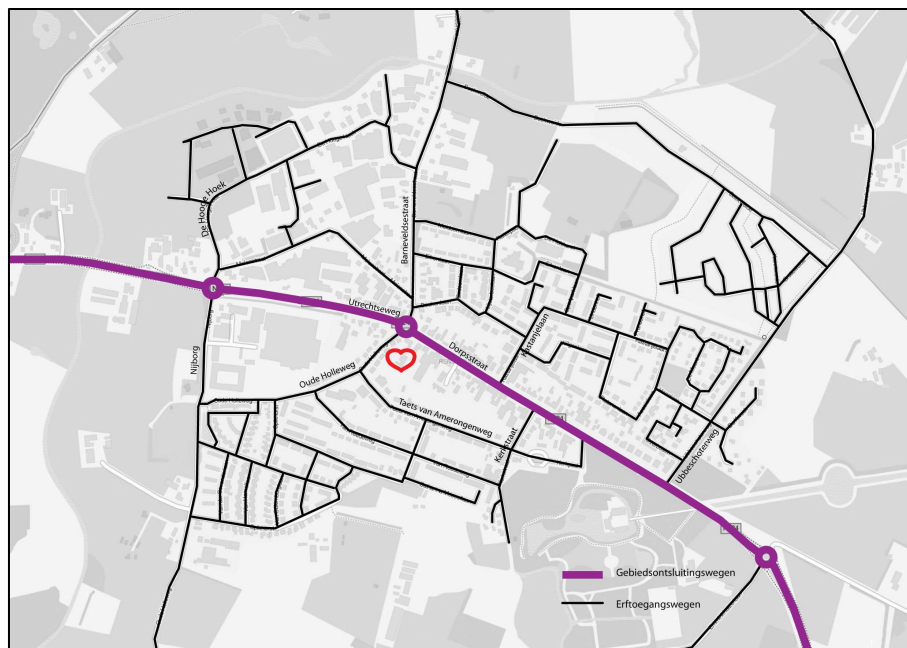 De Hooge Hoek
Barneveldsestraat
Utrechtseweg
Dorpsstraat
Kastanjelaan
Nijborg
Oude Holleweg
Taets van Amerongenweg
Kerkstraat
Ubbeschoterweg
Gebiedsontsluitingswegen
Erftoegangswegen